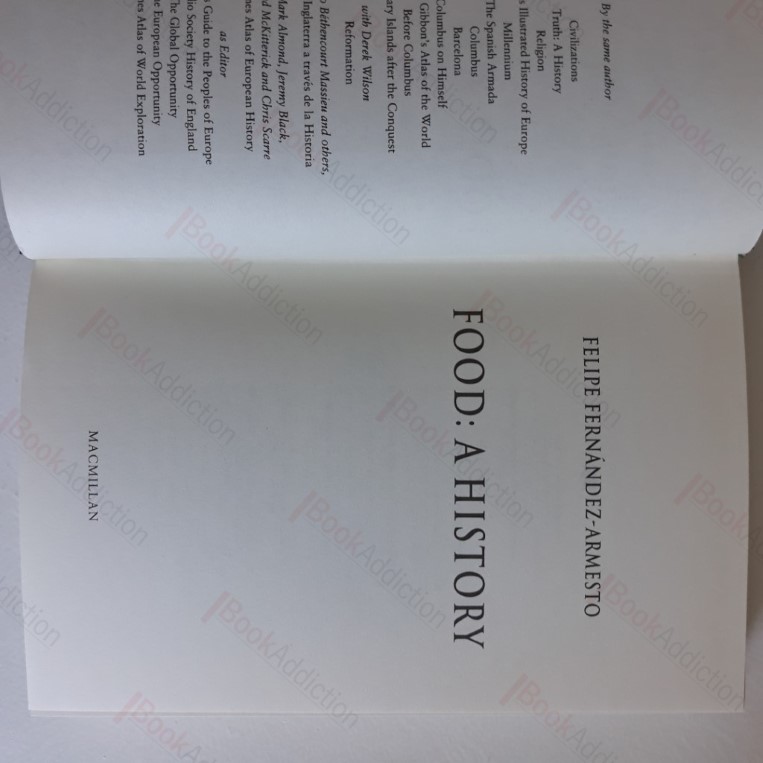 By the same author
Civilizations
Truth: A History
Religion
Illustrated History of Europe
Millennium
The Spanish Armada
Columbus
Barcelona
Columbus on Himself
Gibbon's Atlas of the World
Before Columbus
Islands after the Conquest
with Derek Wilson
Reformation
Béthencourt Massieu and others,
Inglaterra a través de la Historia
Mark Almond, Jeremy Black,
McKitterick and Chris Scarre
Atlas of European History
as Editor
Guide to the Peoples of Europe
Society History of England
The Global Opportunity
The European Opportunity
Atlas of World Exploration
FELIPE FERNÁNDEZ-ARMESTO
FOOD: A HISTORY
MACMILLAN
BookAddiction